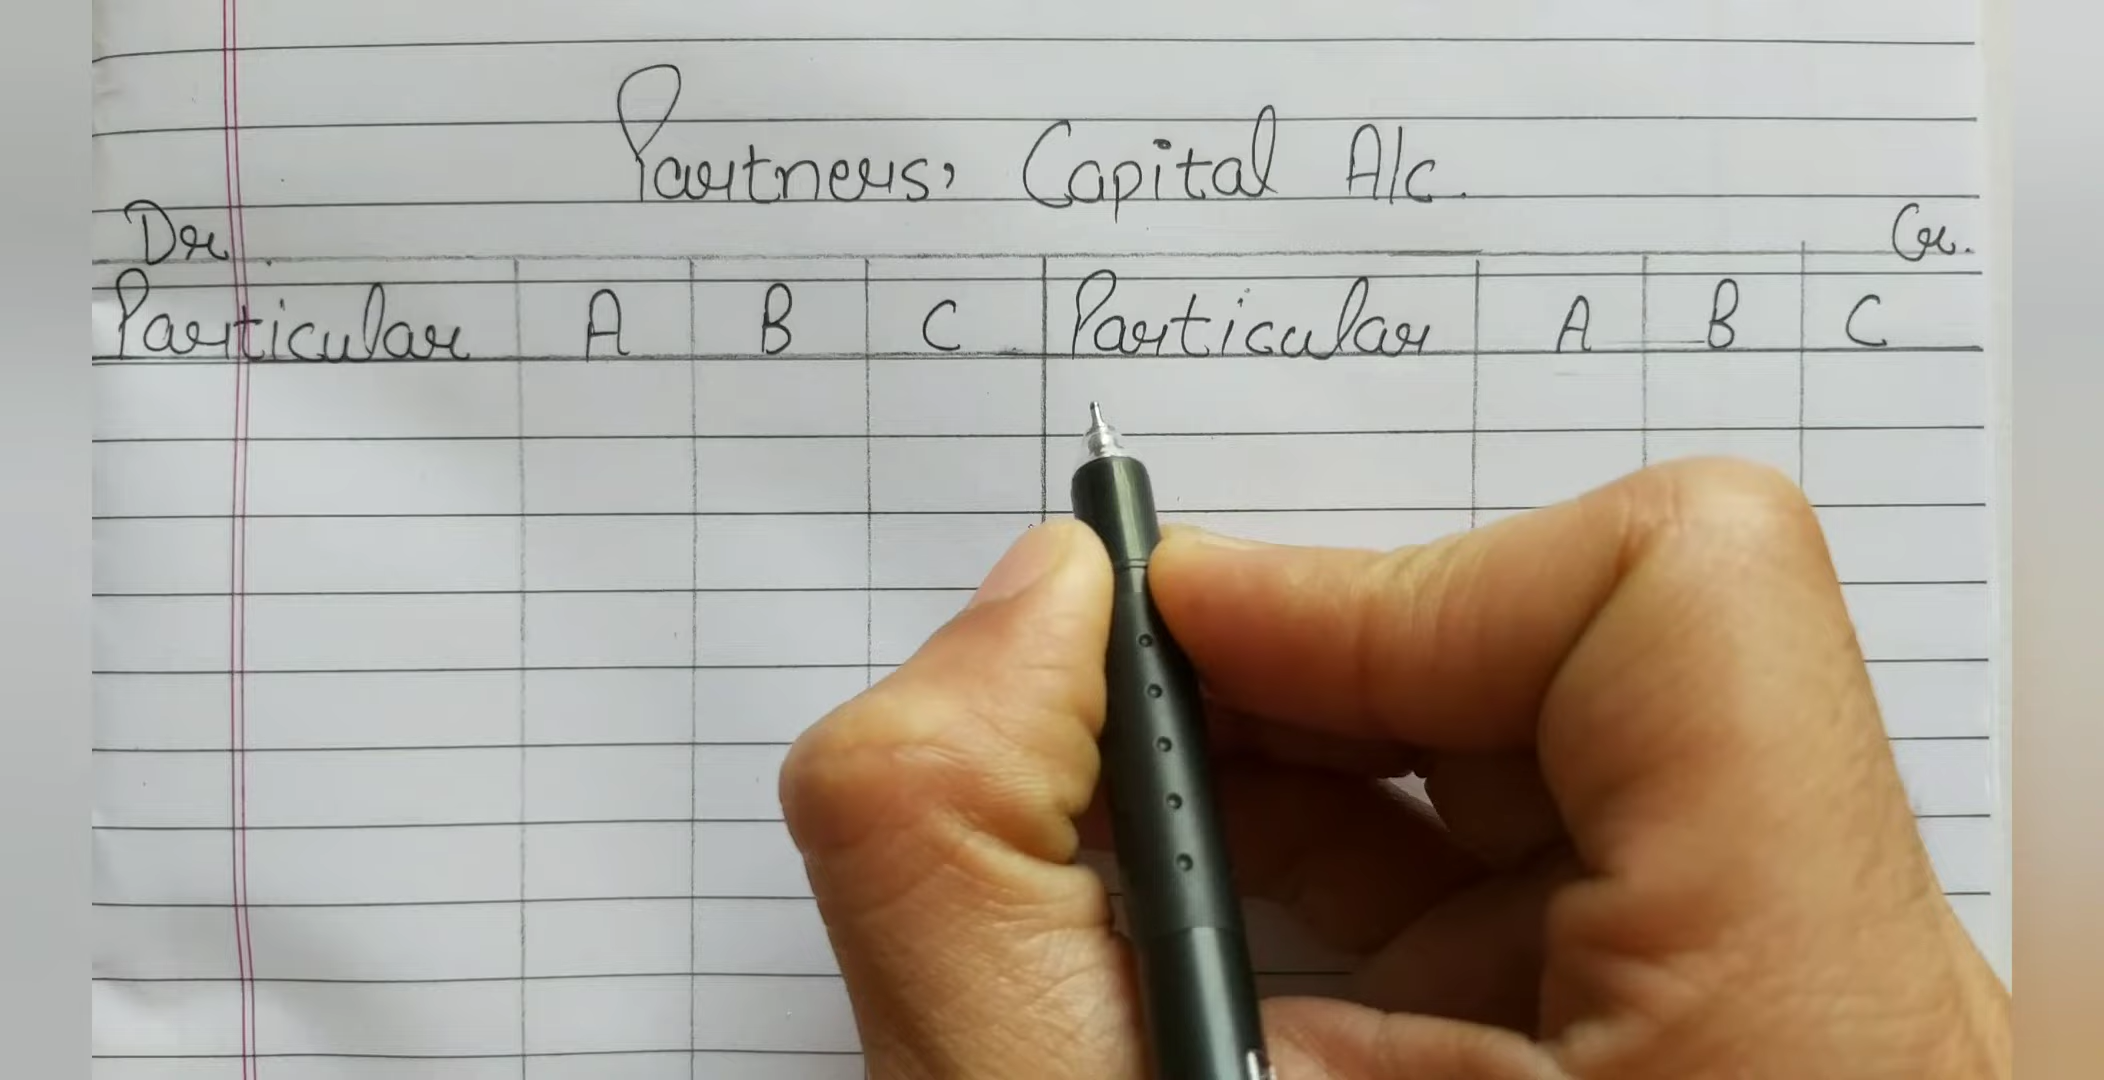 Partners, Capital A/c.
Dr. Cr.
Particular A B C Particular A B C